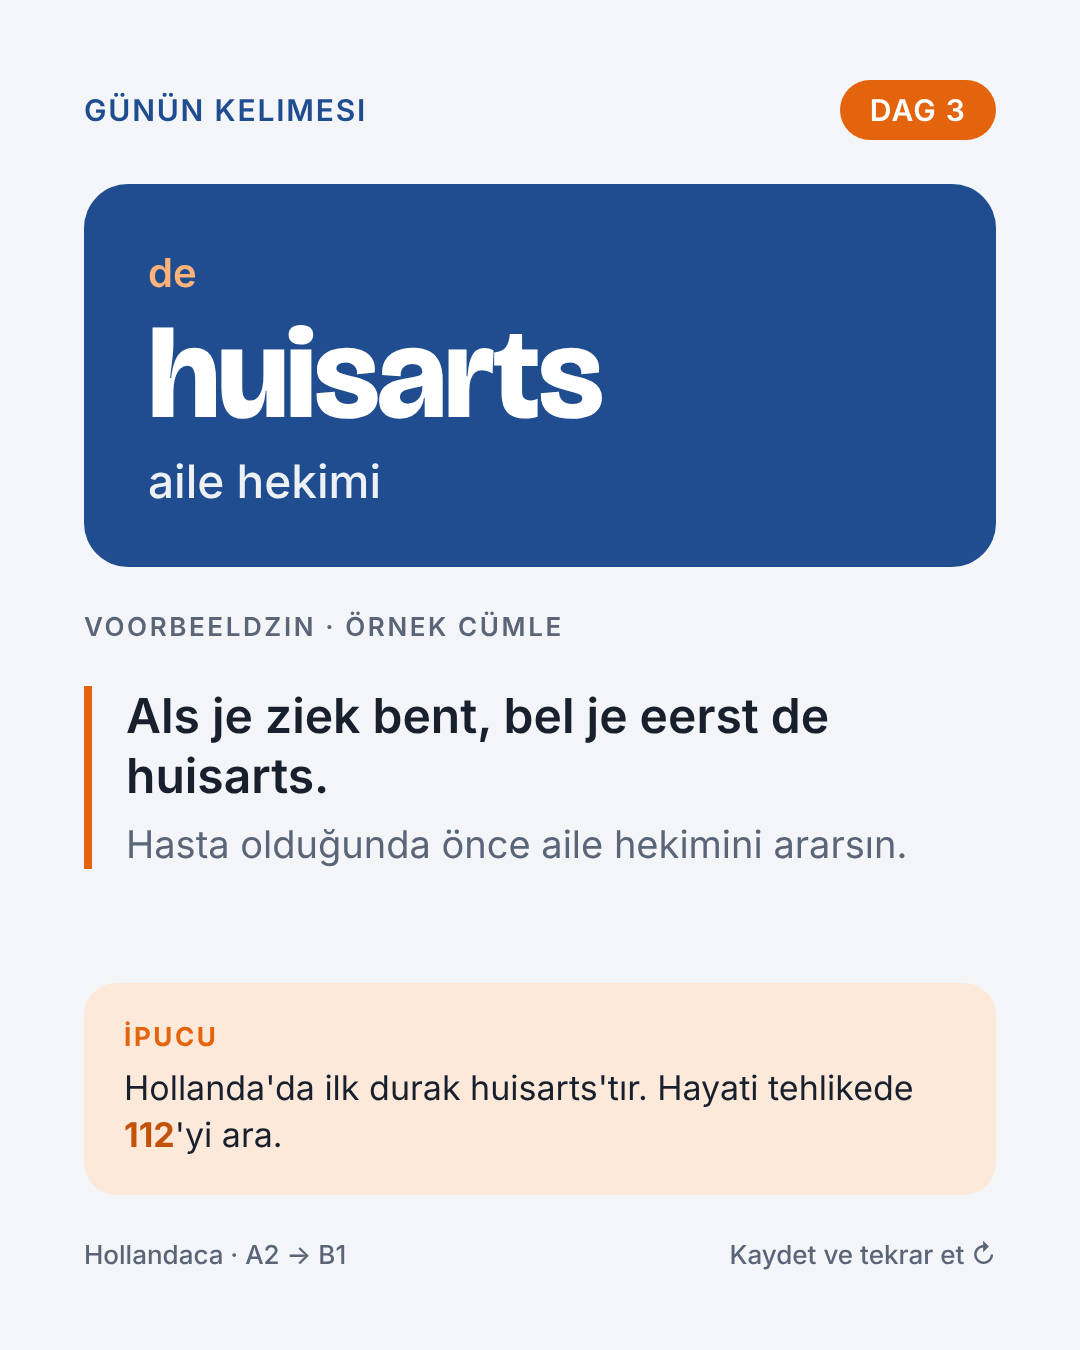 GÜNÜN KELIMESI
DAG 3
de
huisarts
aile hekimi
VOORBEELDZIN · ÖRNEK CÜMLE
Als je ziek bent, bel je eerst de
huisarts.
Hasta olduğunda önce aile hekimini ararsın.
İPUCU
Hollanda'da ilk durak huisarts'tır. Hayati tehlikede
112'yi ara.
Hollandaca · A2 → B1
Kaydet ve tekrar et ↻